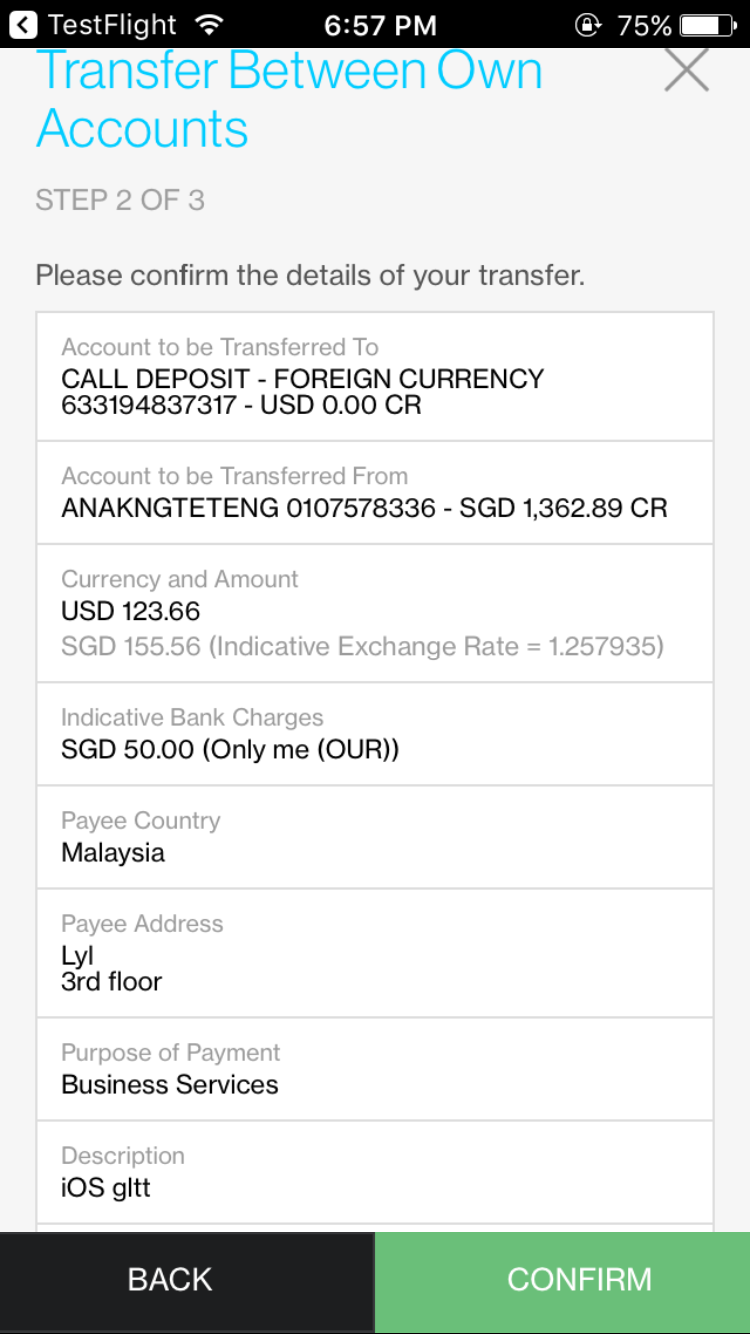 TestFlight 6:57 PM 75%
Transfer Between Own
Accounts
STEP 2 OF 3
Please confirm the details of your transfer.
Account to be Transferred To
CALL DEPOSIT - FOREIGN CURRENCY
633194837317 - USD 0.00 CR
Account to be Transferred From
ANAKNGTETENG 0107578336 - SGD 1,362.89 CR
Currency and Amount
USD 123.66
SGD 155.56 (Indicative Exchange Rate = 1.257935)
Indicative Bank Charges
SGD 50.00 (Only me (OUR))
Payee Country
Malaysia
Payee Address
Lyl
3rd floor
Purpose of Payment
Business Services
Description
iOS gltt
BACK CONFIRM